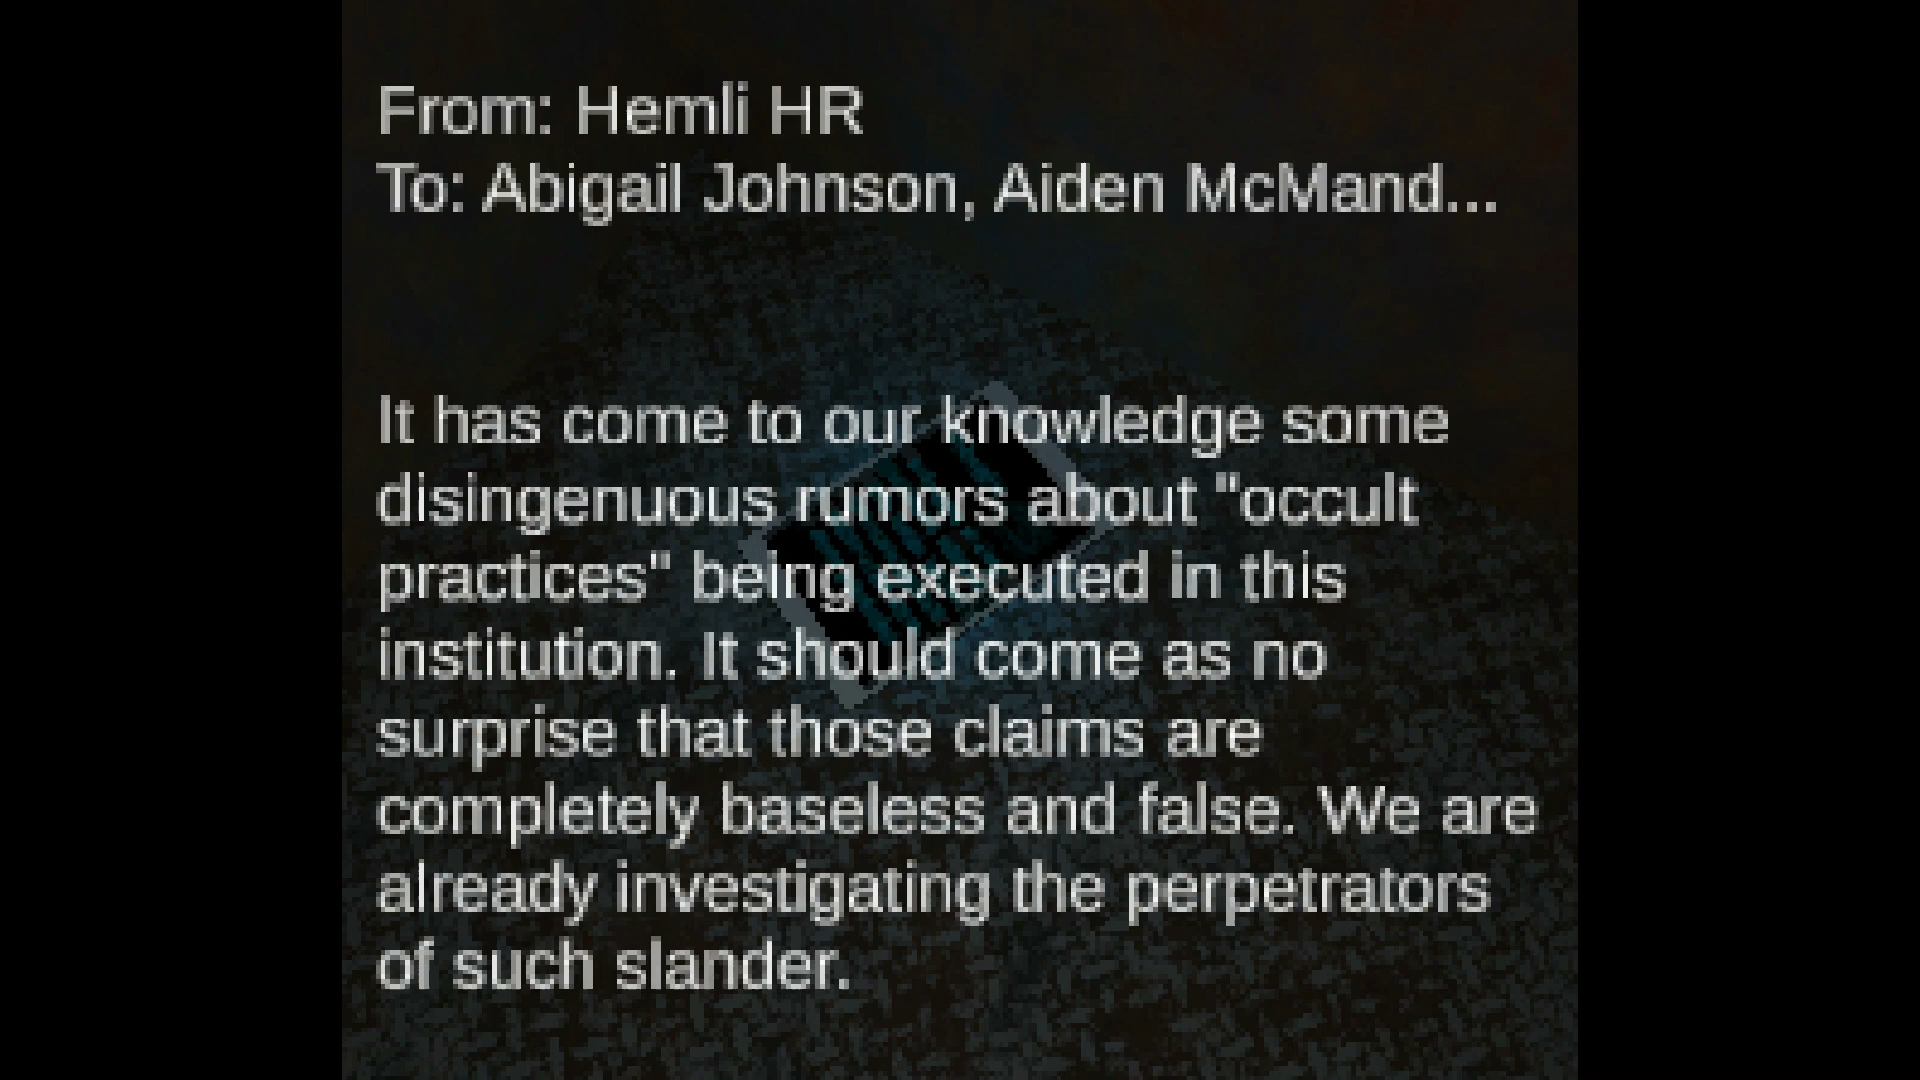 From: Hemli HR
To: Abigail Johnson, Aiden McMand...
It has come to our knowledge some
disingenuous rumors about "occult
practices" being executed in this
institution. It should come as no
surprise that those claims are
completely baseless and false. We are
already investigating the perpetrators
of such slander.